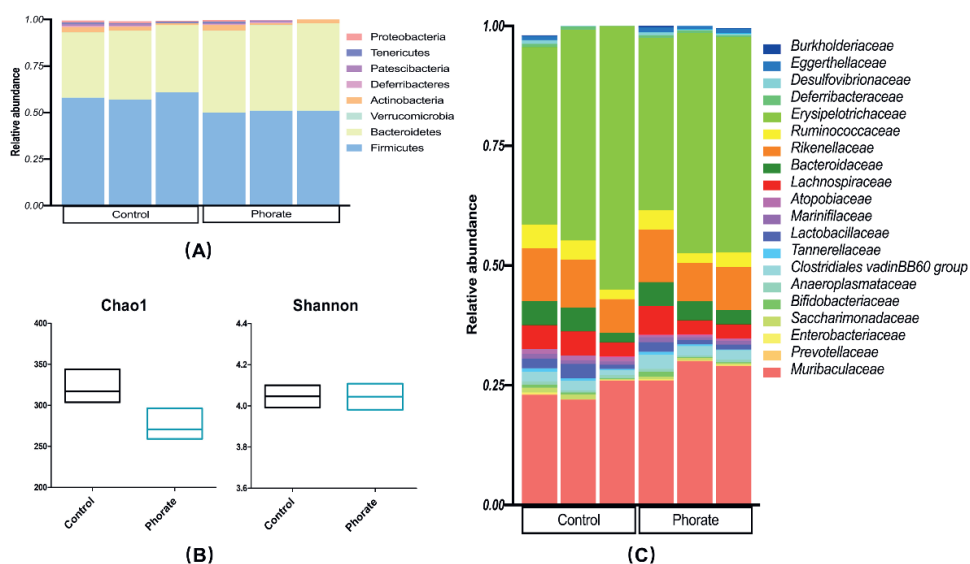 1.00
0.75
0.50
0.25
0.00
Relative abundance
Control
Phorate
Proteobacteria
Tenericutes
Patescibacteria
Deferribacteres
Actinobacteria
Verrucomicrobia
Bacteroidetes
Firmicutes
(A)
Chao1
400
350
300
250
200
Control
Phorate
Shannon
4.4
4.2
4.0
3.8
3.6
Control
Phorate
(B)
1.00
0.75
0.50
0.25
0.00
Relative abundance
Control
Phorate
Burkholderiaceae
Eggerthellaceae
Desulfovibrionaceae
Deferribacteraceae
Erysipelotrichaceae
Ruminococcaceae
Rikenellaceae
Bacteroidaceae
Lachnospiraceae
Atopobiaceae
Marinifilaceae
Lactobacillaceae
Tannerellaceae
Clostridiales vadinBB60 group
Anaeroplasmataceae
Bifidobacteriaceae
Saccharimonadaceae
Enterobacteriaceae
Prevotellaceae
Muribaculaceae
(C)